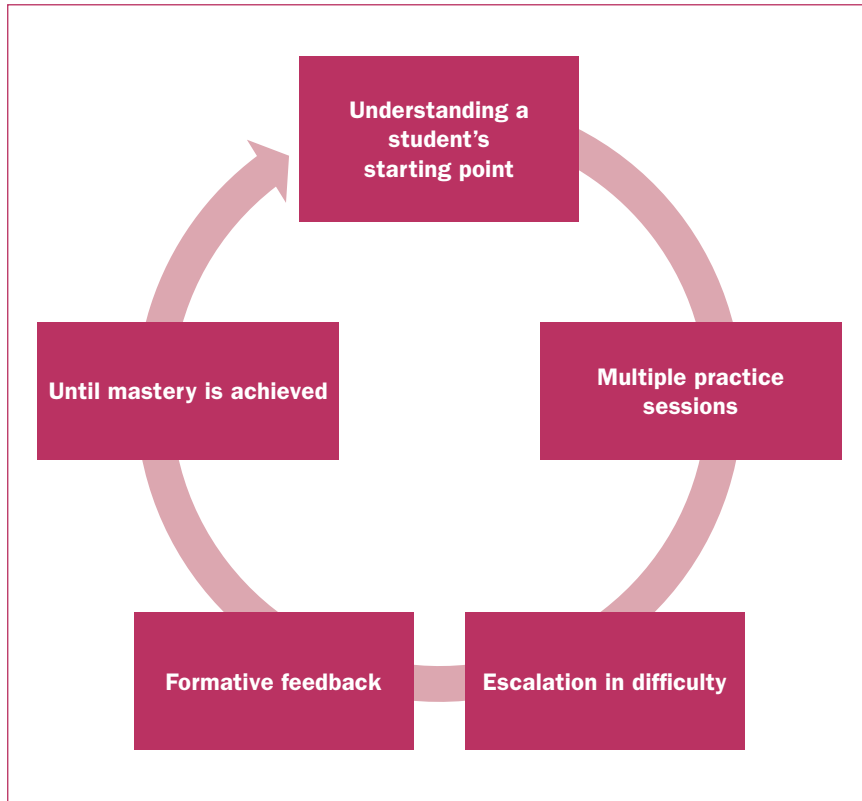 Understanding a
student’s
starting point
Multiple practice
sessions
Escalation in difficulty
Formative feedback
Until mastery is achieved